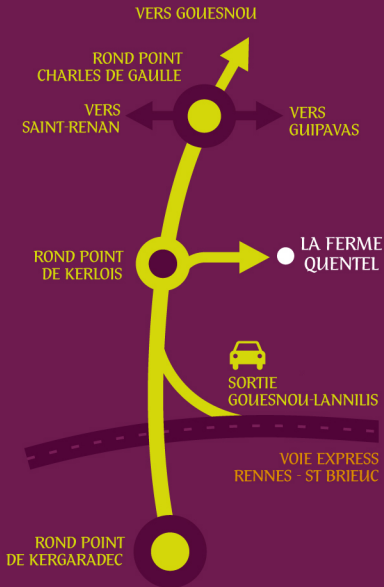 VERS GOUESNOU
ROND POINT
CHARLES DE GAULLE
VERS
SAINT-RENAN
VERS
GUIPAVAS
ROND POINT
DE KERLOIS
LA FERME
QUENTEL
SORTIE
GOUESNOU-LANNILIS
VOIE EXPRESS
RENNES - ST BRIEUC
ROND POINT
DE KERGARADEC